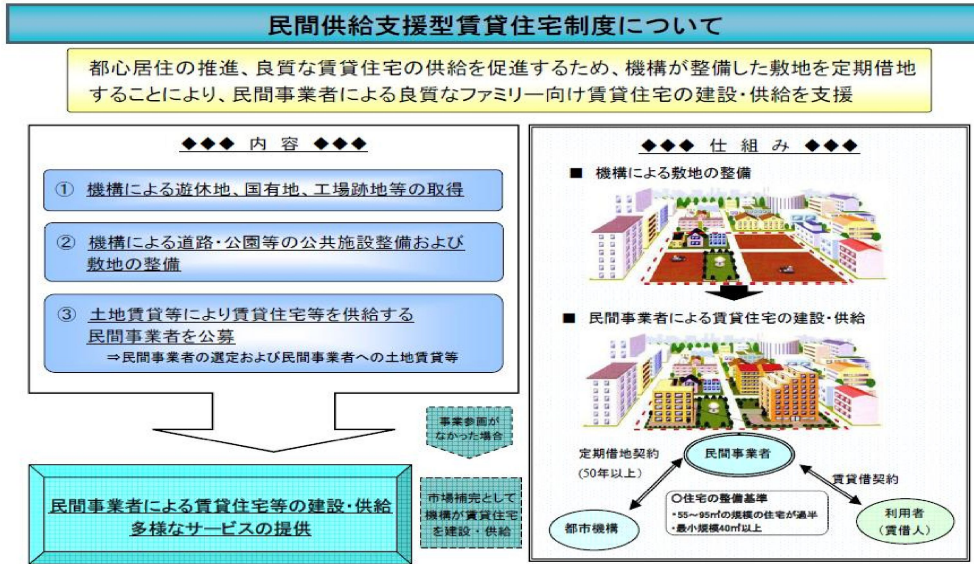 民間供給支援型賃貸住宅制度について
都心居住の推進、良質な賃貸住宅の供給を促進するため、機構が整備した敷地を定期借地
することにより、民間事業者による良質なファミリー向け賃貸住宅の建設・供給を支援
◆◆◆ 内 容 ◆◆◆
① 機構による遊休地、国有地、工場跡地等の取得
② 機構による道路・公園等の公共施設整備および
敷地の整備
③ 土地賃貸等により賃貸住宅等を供給する
民間事業者を公募
⇒民間事業者の選定および民間事業者への土地賃貸等
事業参画が
なかった場合
民間事業者による賃貸住宅等の建設・供給
多様なサービスの提供
市場補完として
機構が賃貸住宅
を建設・供給
◆◆◆ 仕 組 み ◆◆◆
■ 機構による敷地の整備
■ 民間事業者による賃貸住宅の建設・供給
定期借地契約
(50年以上)
民間事業者
賃貸借契約
〇住宅の整備基準
・55～95㎡の規模の住宅が過半
・最小規模40㎡以上
都市機構
利用者
(賃借人)